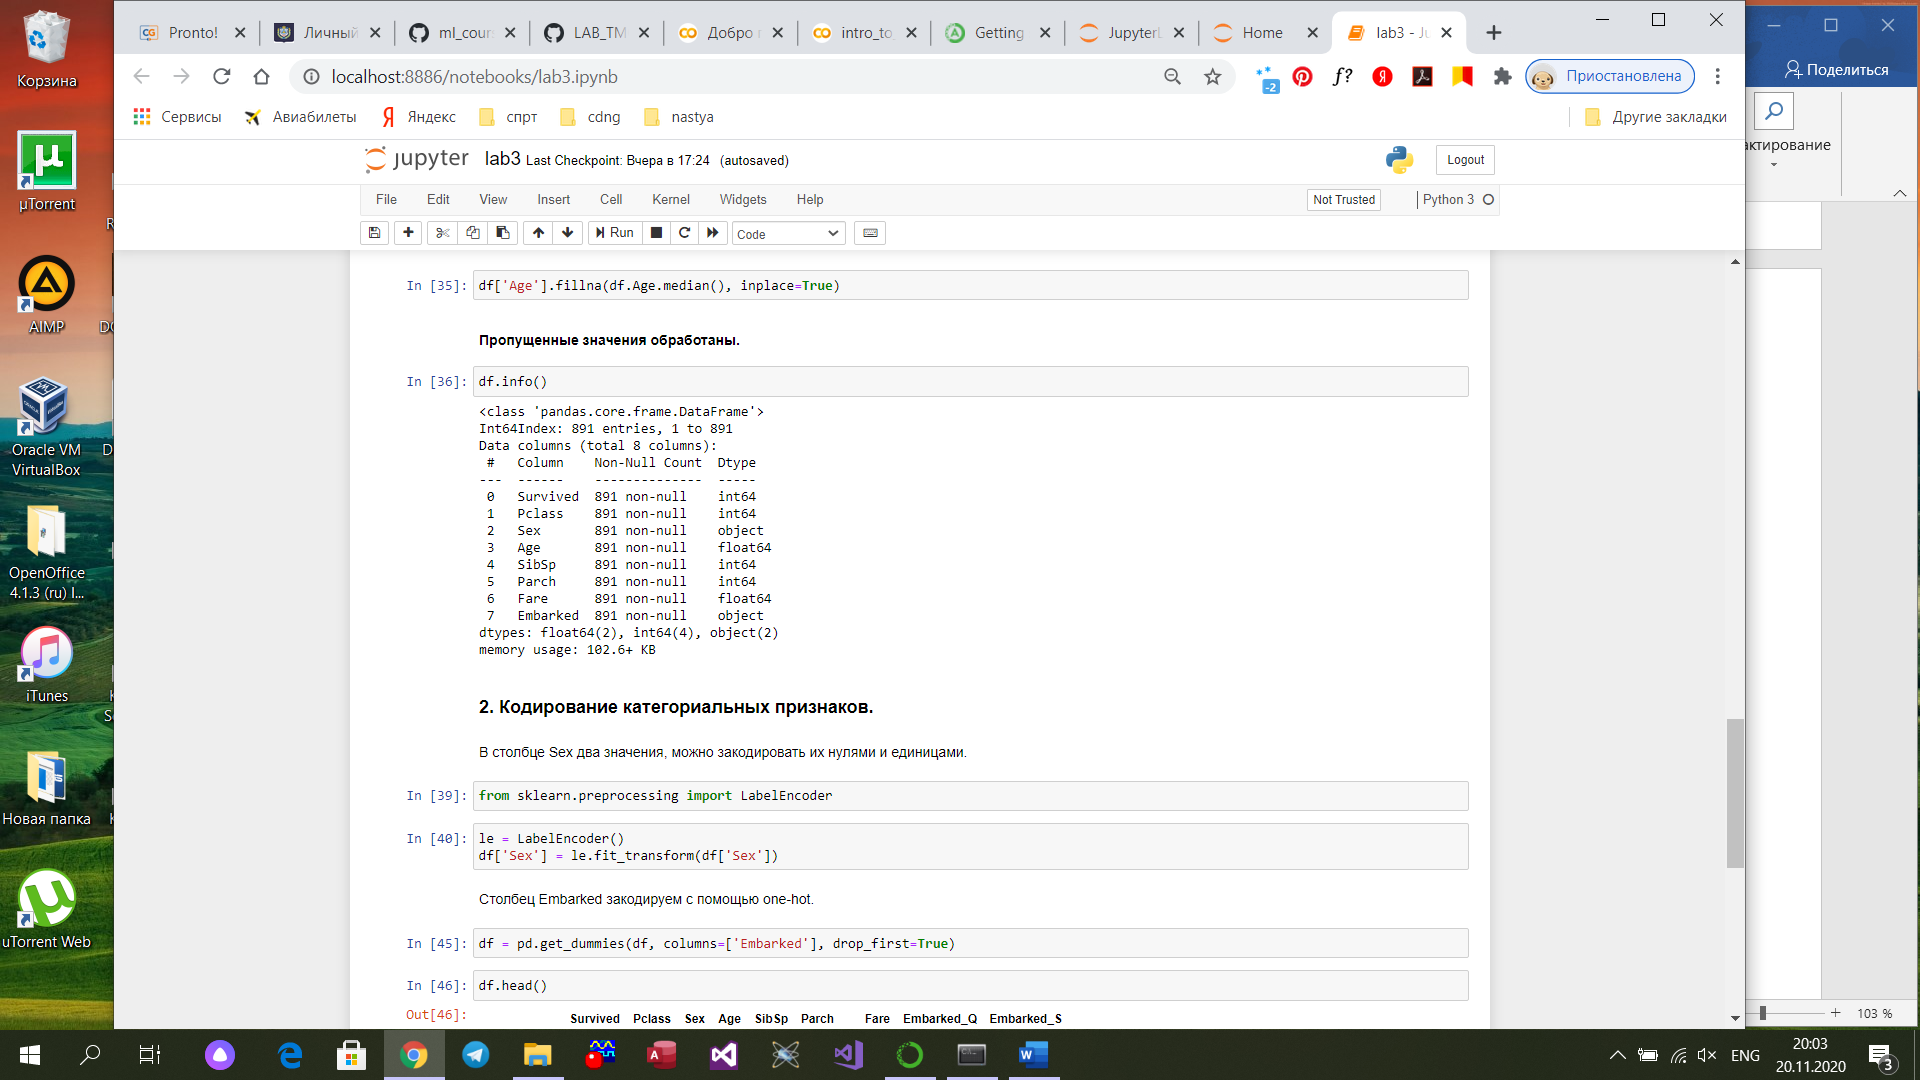 Pronto!
Личный
ml_cour
LAB_TM
Добро
intro_to
Getting
JupyterL
Home
lab3 - Ju
localhost:8886/notebooks/lab3.ipynb
-2
f?
Я
Приостановлена
Сервисы
Авиабилеты
Яндекс
спрт
cdng
nastya
Другие закладки
Поделиться
актирование
jupyter lab3 Last Checkpoint: Вчера в 17:24 (autosaved)
Logout
File Edit View Insert Cell Kernel Widgets Help
Not Trusted
Python 3
Run
Code
In [35]: df['Age'].fillna(df.Age.median(), inplace=True)
Пропущенные значения обработаны.
In [36]: df.info()
<class 'pandas.core.frame.DataFrame'>
Int64Index: 891 entries, 1 to 891
Data columns (total 8 columns):
 #   Column    Non-Null Count  Dtype
---  ------    --------------  -----
 0   Survived  891 non-null    int64
 1   Pclass    891 non-null    int64
 2   Sex       891 non-null    object
 3   Age       891 non-null    float64
 4   SibSp     891 non-null    int64
 5   Parch     891 non-null    int64
 6   Fare      891 non-null    float64
 7   Embarked  891 non-null    object
dtypes: float64(2), int64(4), object(2)
memory usage: 102.6+ KB
2. Кодирование категориальных признаков.
В столбце Sex два значения, можно закодировать их нулями и единицами.
In [39]: from sklearn.preprocessing import LabelEncoder
In [40]: le = LabelEncoder()
df['Sex'] = le.fit_transform(df['Sex'])
Столбец Embarked закодируем с помощью one-hot.
In [45]: df = pd.get_dummies(df, columns=['Embarked'], drop_first=True)
In [46]: df.head()
Out[46]:
Survived Pclass Sex Age SibSp Parch Fare Embarked_Q Embarked_S
Корзина
µTorrent
AIMP
Oracle VM
VirtualBox
OpenOffice
4.1.3 (ru) I...
iTunes
Новая папка
uTorrent Web
103 %
ENG
20:03
20.11.2020
3